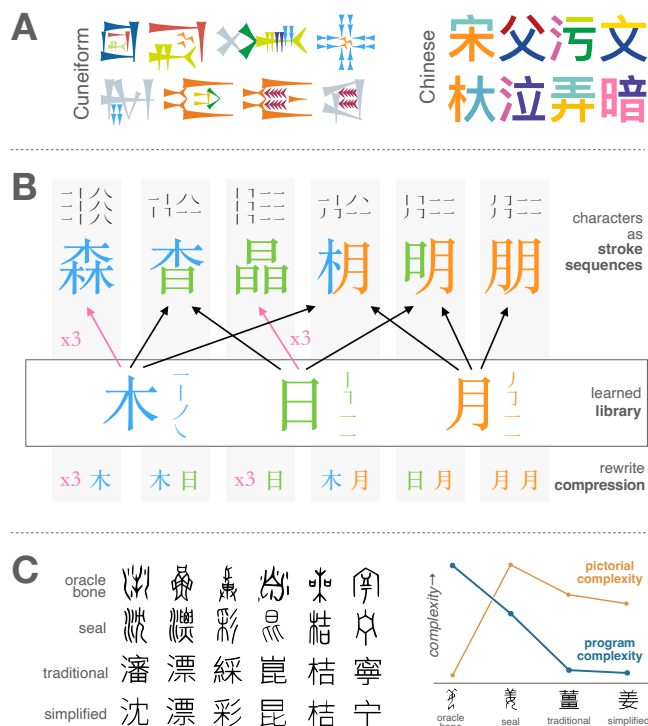 A
Cuneiform
Chinese
宋父污文
杕泣弄暗
B
characters
as
stroke
sequences
森 杳 晶 枂 明 朋
x3
x3
木 日 月
learned
library
x3 木 木 日 x3 日 木 月 日 月 月 月
rewrite
compression
C
oracle
bone
seal
traditional
瀋 漂 綵 崑 桔 寧
simplified
沈 漂 彩 昆 桔 宁
complexity→
pictorial
complexity
program
complexity
薑 姜
oracle
bone
seal
traditional
simplified